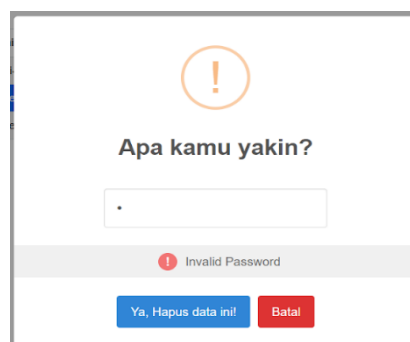 Apa kamu yakin?
•
Invalid Password
Ya, Hapus data ini!
Batal